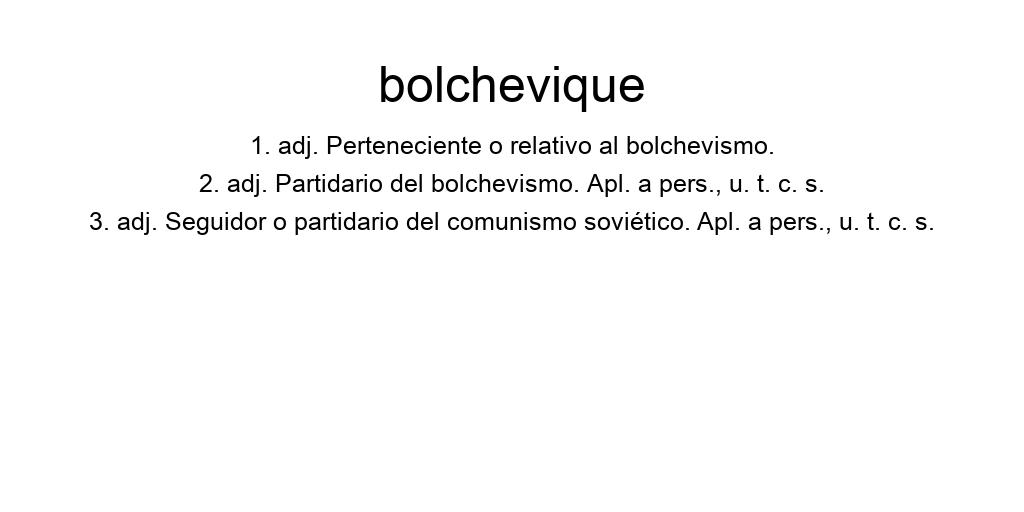 bolchevique
1. adj. Perteneciente o relativo al bolchevismo.
2. adj. Partidario del bolchevismo. Apl. a pers., u. t. c. s.
3. adj. Seguidor o partidario del comunismo soviético. Apl. a pers., u. t. c. s.